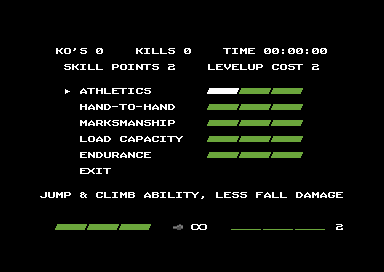 KO'S 0 KILLS 0 TIME 00:00:00
SKILL POINTS 2 LEVELUP COST 2
ATHLETICS
HAND-TO-HAND
MARKSMANSHIP
LOAD CAPACITY
ENDURANCE
EXIT
JUMP & CLIMB ABILITY, LESS FALL DAMAGE
∞ 2